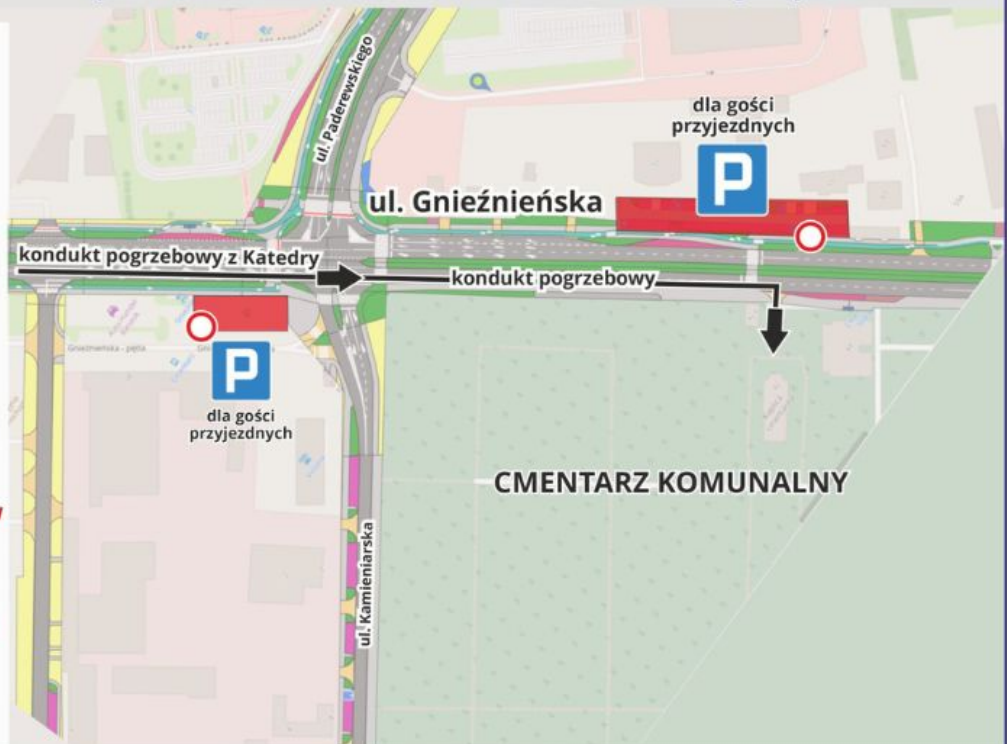 ul. Paderewskiego
dla gości
przyjezdnych
P
ul. Gnieźnieńska
kondukt pogrzebowy z Katedry
kondukt pogrzebowy
P
dla gości
przyjezdnych
CMENTARZ KOMUNALNY
ul. Kamieniarska